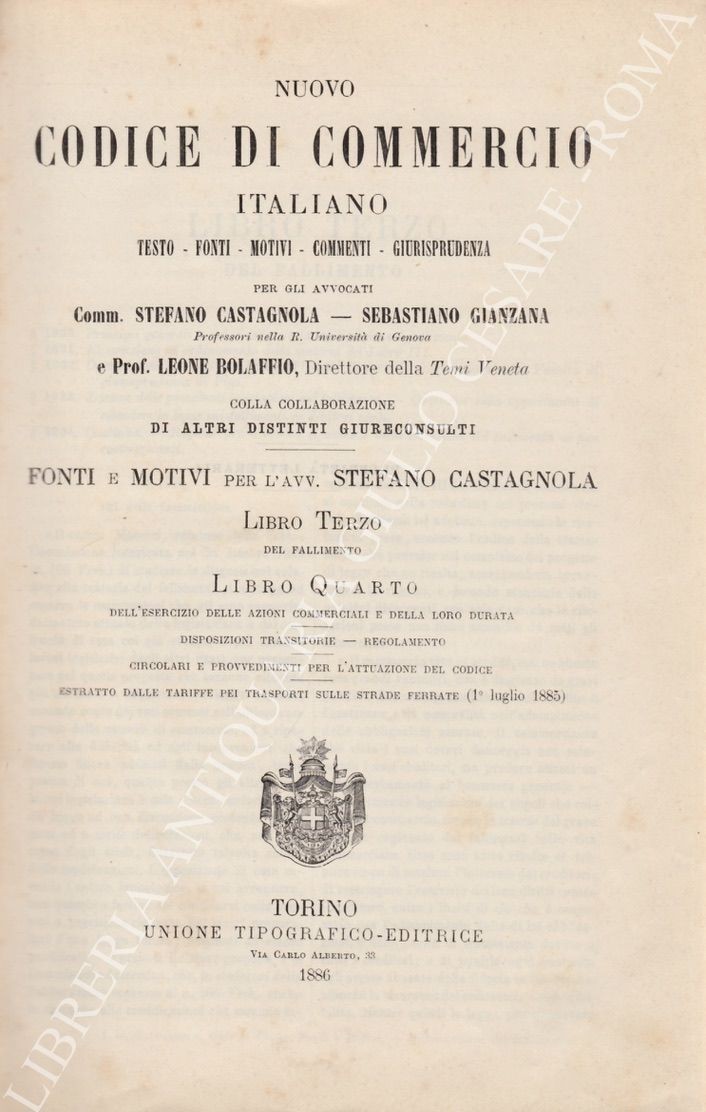 NUOVO
CODICE DI COMMERCIO
ITALIANO
TESTO - FONTI - MOTIVI - COMMENTI - GIURISPRUDENZA
PER GLI AVVOCATI
Comm. STEFANO CASTAGNOLA — SEBASTIANO GIANZANA
Professori nella R. Università di Genova
e Prof. LEONE BOLAFFIO, Direttore della Temi Veneta
COLLA COLLABORAZIONE
DI ALTRI DISTINTI GIURECONSULTI
FONTI E MOTIVI PER L'AVV. STEFANO CASTAGNOLA
LIBRO TERZO
DEL FALLIMENTO
LIBRO QUARTO
DELL'ESERCIZIO DELLE AZIONI COMMERCIALI E DELLA LORO DURATA
DISPOSIZIONI TRANSITORIE — REGOLAMENTO
CIRCOLARI E PROVVEDIMENTI PER L'ATTUAZIONE DEL CODICE
ESTRATTO DALLE TARIFFE PEI TRASPORTI SULLE STRADE FERRATE (1° luglio 1885)
TORINO
UNIONE TIPOGRAFICO-EDITRICE
VIA CARLO ALBERTO, 33
1886
LIBRERIA ANTIQUARIA GIULIO CESARE - ROMA